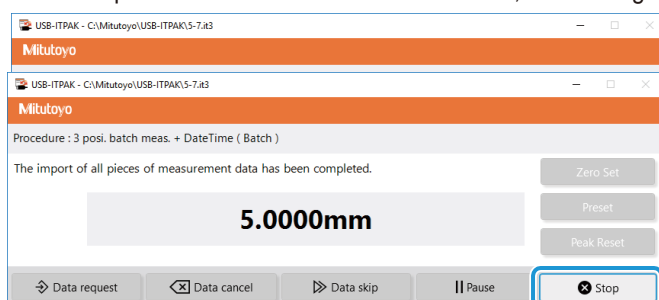 USB-ITPAK - C:\Mitutoyo\USB-ITPAK\5-7.it3
Mitutoyo
USB-ITPAK - C:\Mitutoyo\USB-ITPAK\5-7.it3
Mitutoyo
Procedure : 3 posi. batch meas. + DateTime ( Batch )
The import of all pieces of measurement data has been completed.
Zero Set
5.0000mm
Preset
Peak Reset
Data request Data cancel Data skip Pause Stop